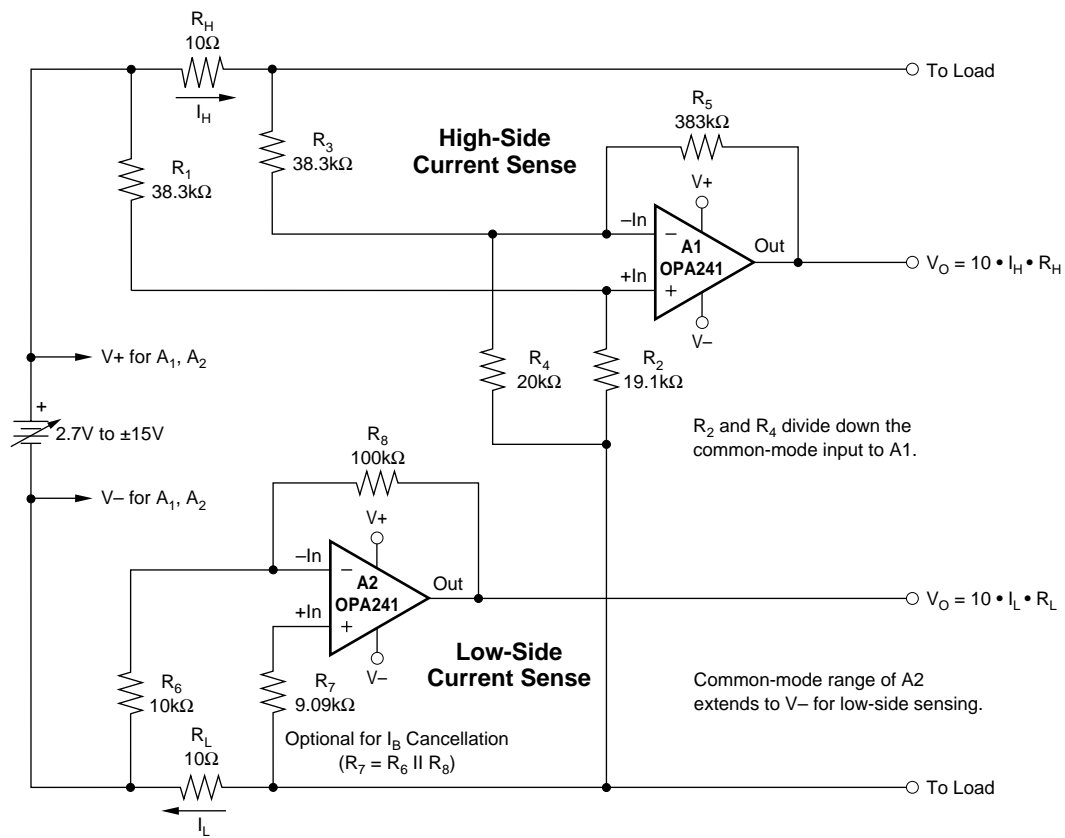 R_H
10Ω
I_H
To Load
R_1
38.3kΩ
R_3
38.3kΩ
High-Side
Current Sense
R_5
383kΩ
V+
–In
−
A1
OPA241
Out
+In
+
V–
V_O = 10 • I_H • R_H
V+ for A_1, A_2
R_4
20kΩ
R_2
19.1kΩ
+
2.7V to ±15V
R_2 and R_4 divide down the
common-mode input to A1.
V– for A_1, A_2
R_8
100kΩ
V+
–In
−
A2
OPA241
Out
+In
+
V–
V_O = 10 • I_L • R_L
Low-Side
Current Sense
R_6
10kΩ
R_7
9.09kΩ
Common-mode range of A2
extends to V– for low-side sensing.
Optional for I_B Cancellation
(R_7 = R_6 II R_8)
R_L
10Ω
I_L
To Load